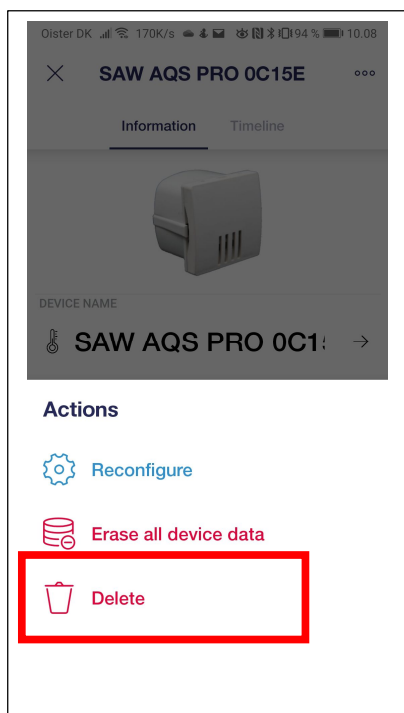 Oister DK 170K/s 94 % 10.08
SAW AQS PRO 0C15E
Information Timeline
DEVICE NAME
SAW AQS PRO 0C15
Actions
Reconfigure
Erase all device data
Delete